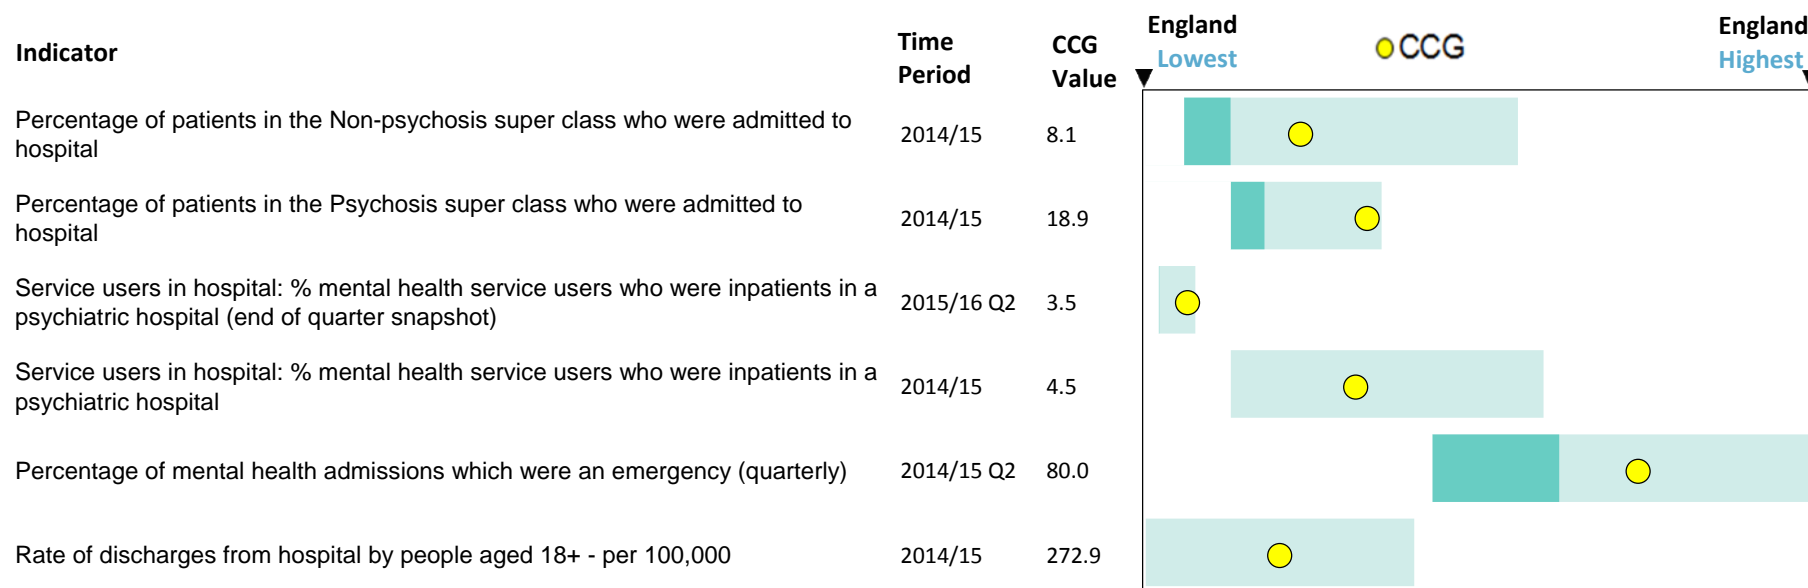 Indicator
Time
Period
CCG
Value
England
Lowest
CCG
England
Highest
Percentage of patients in the Non-psychosis super class who were admitted to
hospital
2014/15
8.1
Percentage of patients in the Psychosis super class who were admitted to
hospital
2014/15
18.9
Service users in hospital: % mental health service users who were inpatients in a
psychiatric hospital (end of quarter snapshot)
2015/16 Q2
3.5
Service users in hospital: % mental health service users who were inpatients in a
psychiatric hospital
2014/15
4.5
Percentage of mental health admissions which were an emergency (quarterly)
2014/15 Q2
80.0
Rate of discharges from hospital by people aged 18+ - per 100,000
2014/15
272.9